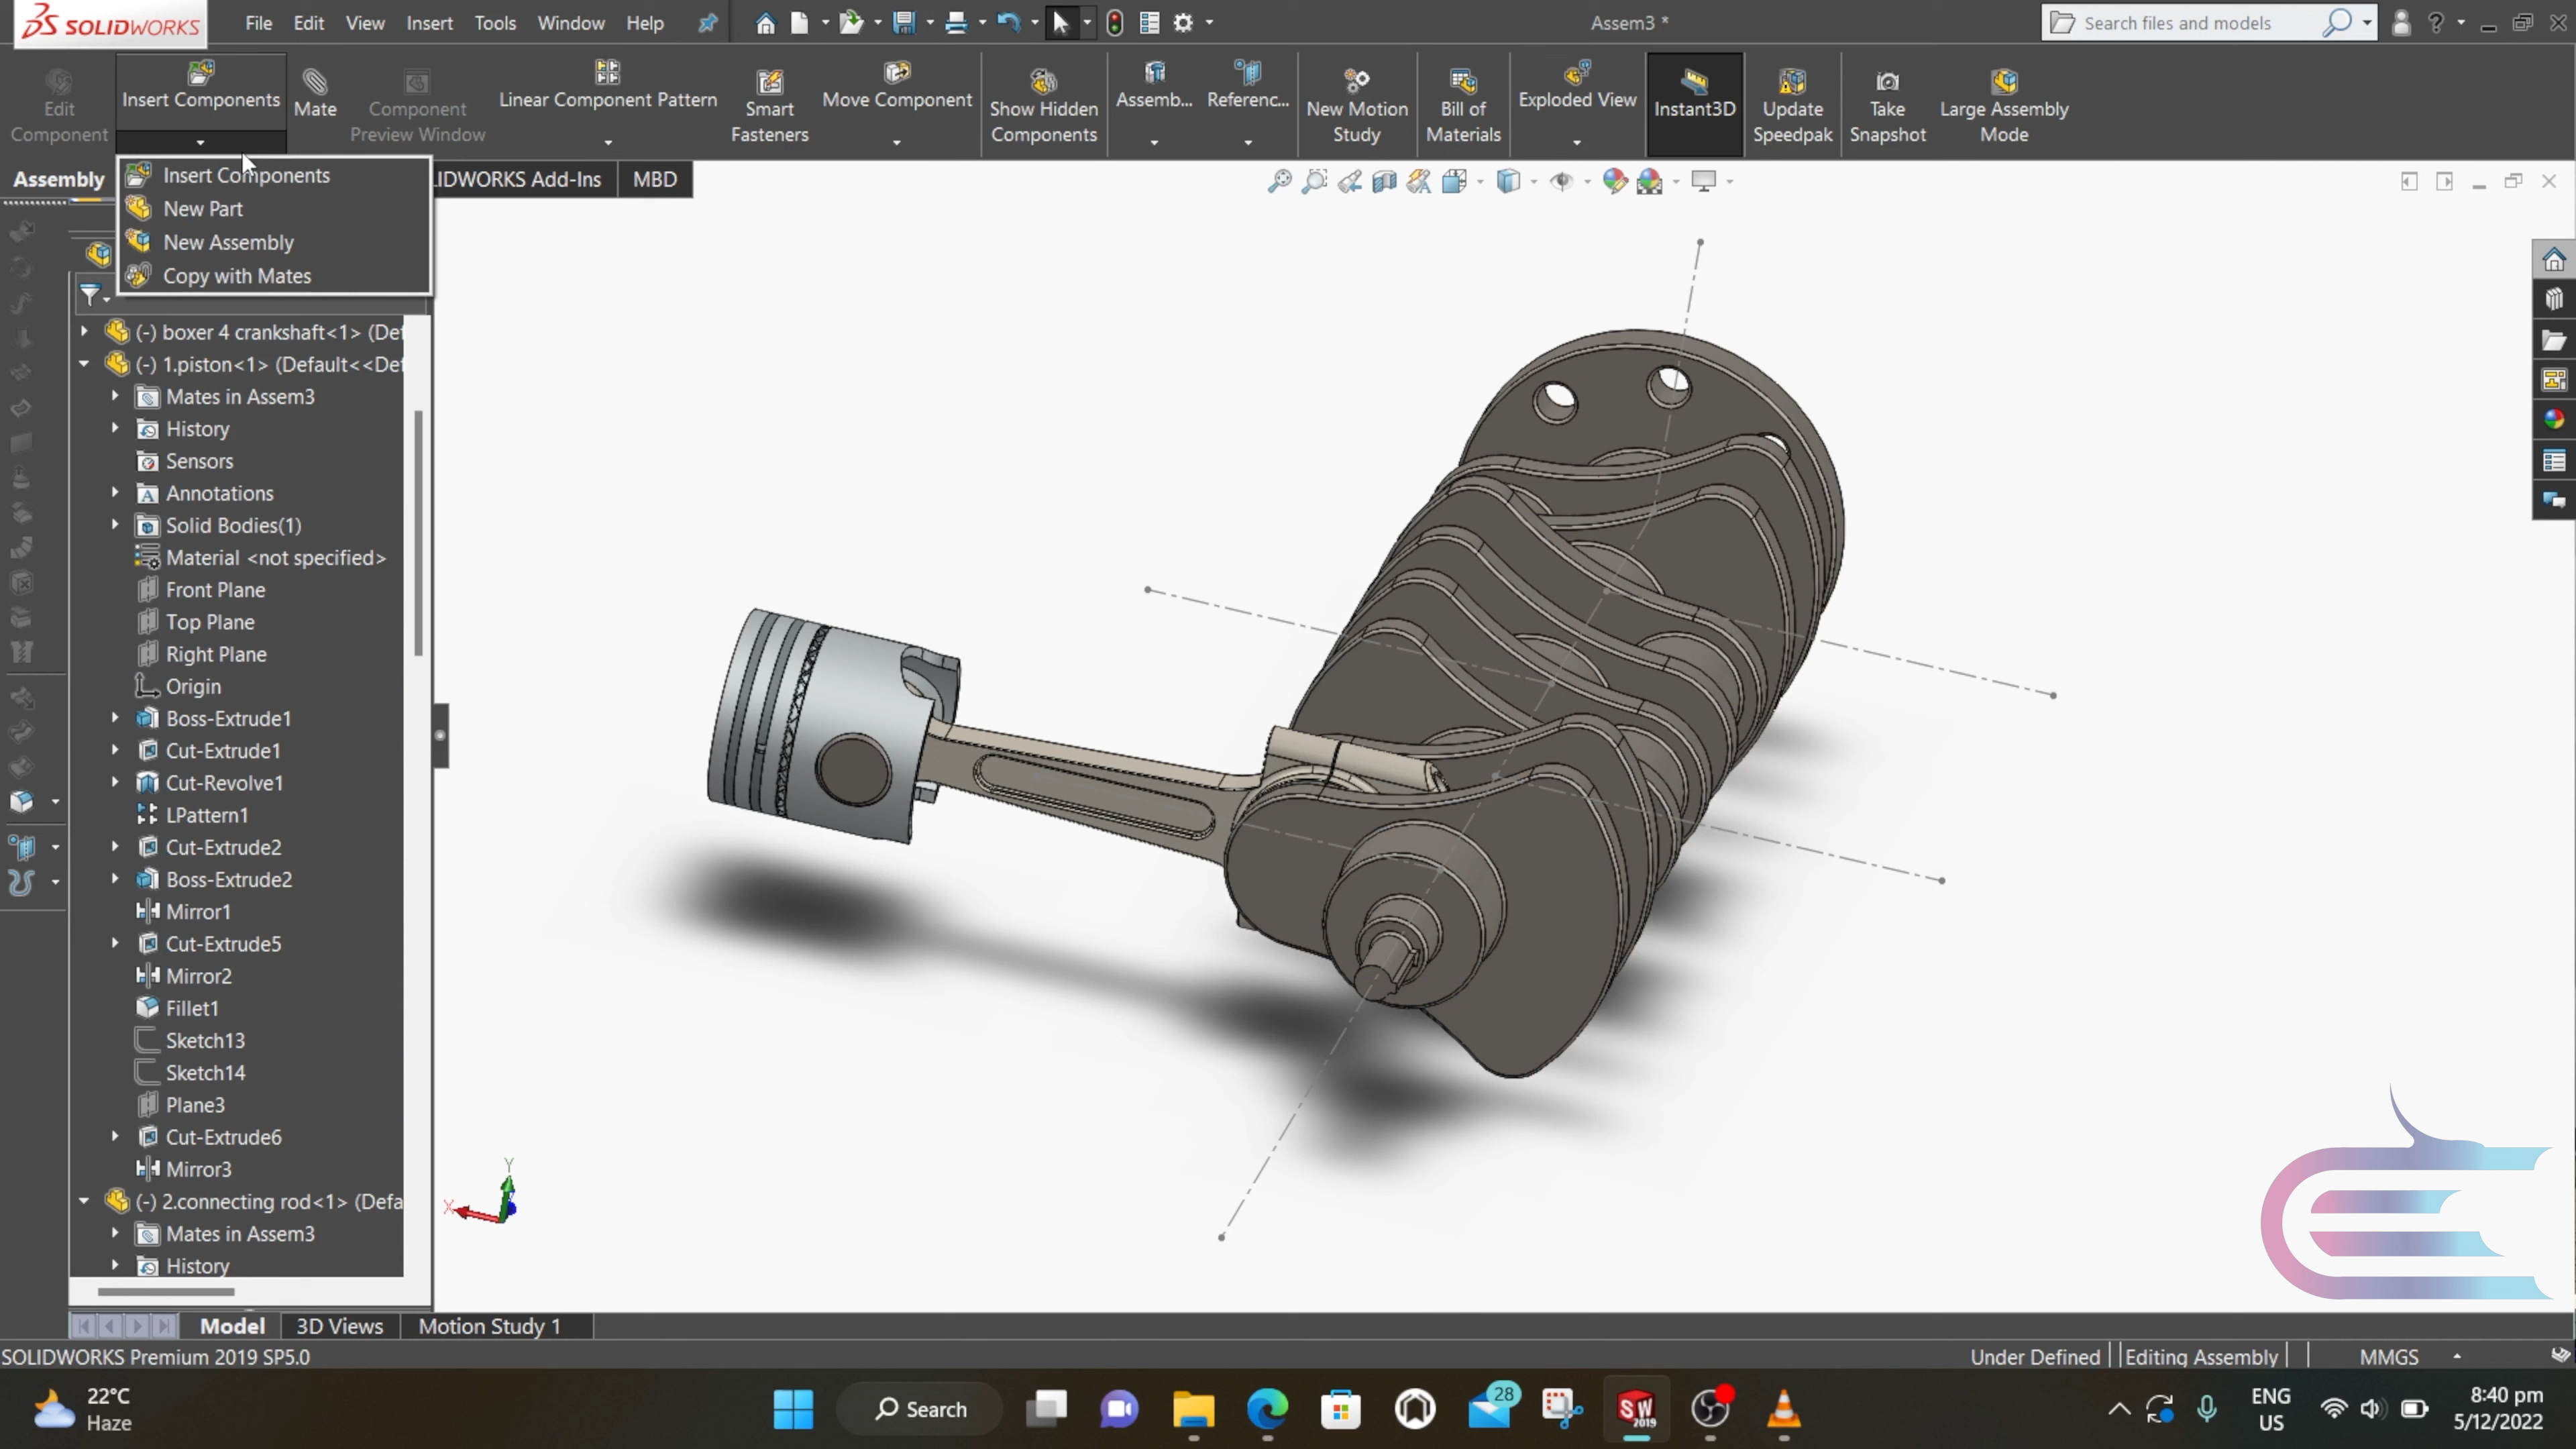 SOLIDWORKS File Edit View Insert Tools Window Help Assem3 * Search files and models
Edit Component
Insert Components
Mate
Component Preview Window
Linear Component Pattern
Smart Fasteners
Move Component
Show Hidden Components
Assemb...
Referenc...
New Motion Study
Bill of Materials
Exploded View
Instant3D
Update Speedpak
Take Snapshot
Large Assembly Mode
Assembly
LIDWORKS Add-Ins
MBD
Insert Components
New Part
New Assembly
Copy with Mates
(-) boxer 4 crankshaft<1> (Def
(-) 1.piston<1> (Default<<Def
Mates in Assem3
History
Sensors
Annotations
Solid Bodies(1)
Material <not specified>
Front Plane
Top Plane
Right Plane
Origin
Boss-Extrude1
Cut-Extrude1
Cut-Revolve1
LPattern1
Cut-Extrude2
Boss-Extrude2
Mirror1
Cut-Extrude5
Mirror2
Fillet1
Sketch13
Sketch14
Plane3
Cut-Extrude6
Mirror3
(-) 2.connecting rod<1> (Defa
Mates in Assem3
History
Y
X
Model 3D Views Motion Study 1
SOLIDWORKS Premium 2019 SP5.0 Under Defined Editing Assembly MMGS
22°C
Haze
Search
28
SW
2019
ENG
US
8:40 pm
5/12/2022